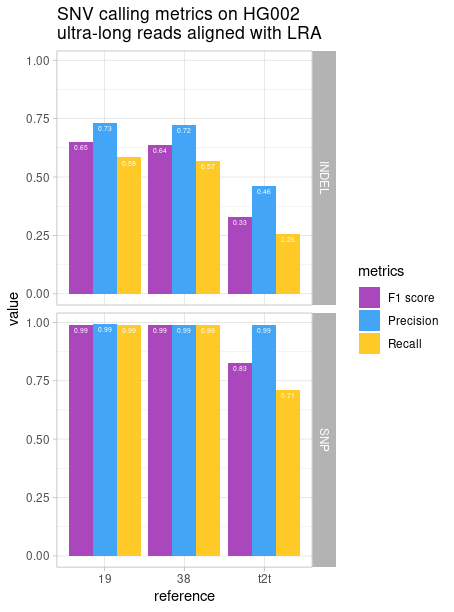 SNV calling metrics on HG002
ultra-long reads aligned with LRA
value
1.00
0.75
0.50
0.25
0.00
0.65
0.73
0.58
0.64
0.72
0.57
0.33
0.46
0.26
INDEL
1.00
0.75
0.50
0.25
0.00
0.99
0.99
0.99
0.99
0.99
0.99
0.83
0.99
0.71
SNP
19
38
t2t
reference
metrics
F1 score
Precision
Recall